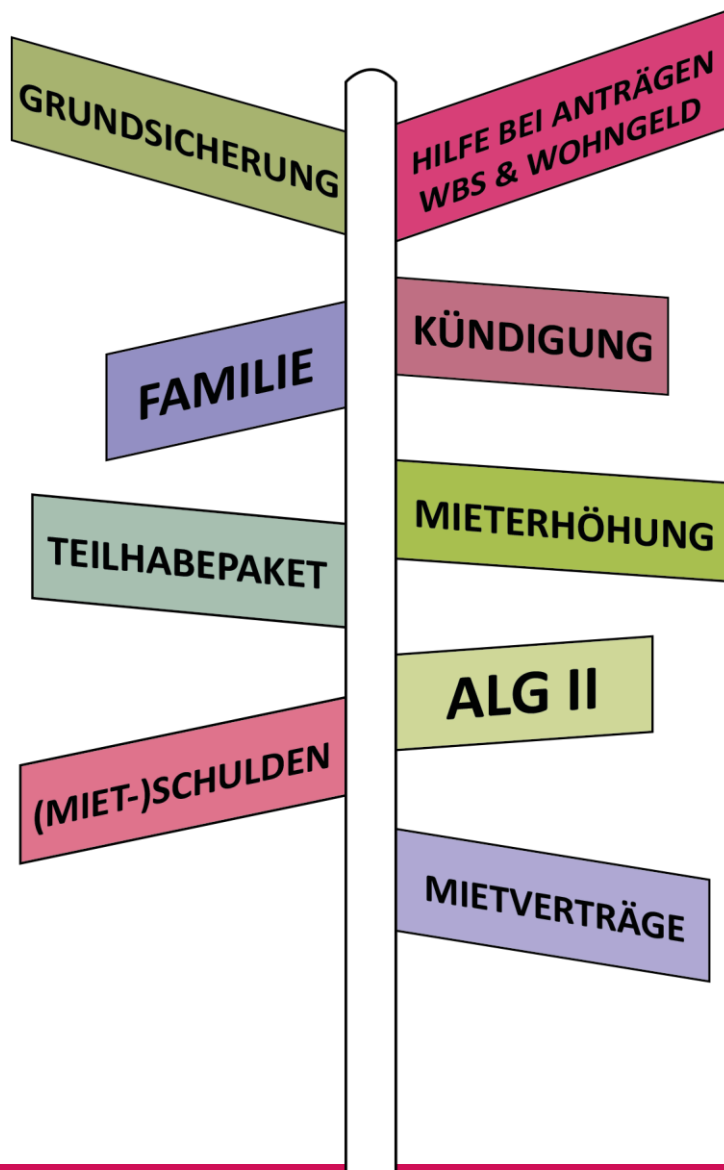 GRUNDSICHERUNG
HILFE BEI ANTRÄGEN
WBS & WOHNGELD
FAMILIE
KÜNDIGUNG
TEILHABEPAKET
MIETERHÖHUNG
(MIET-)SCHULDEN
ALG II
MIETVERTRÄGE